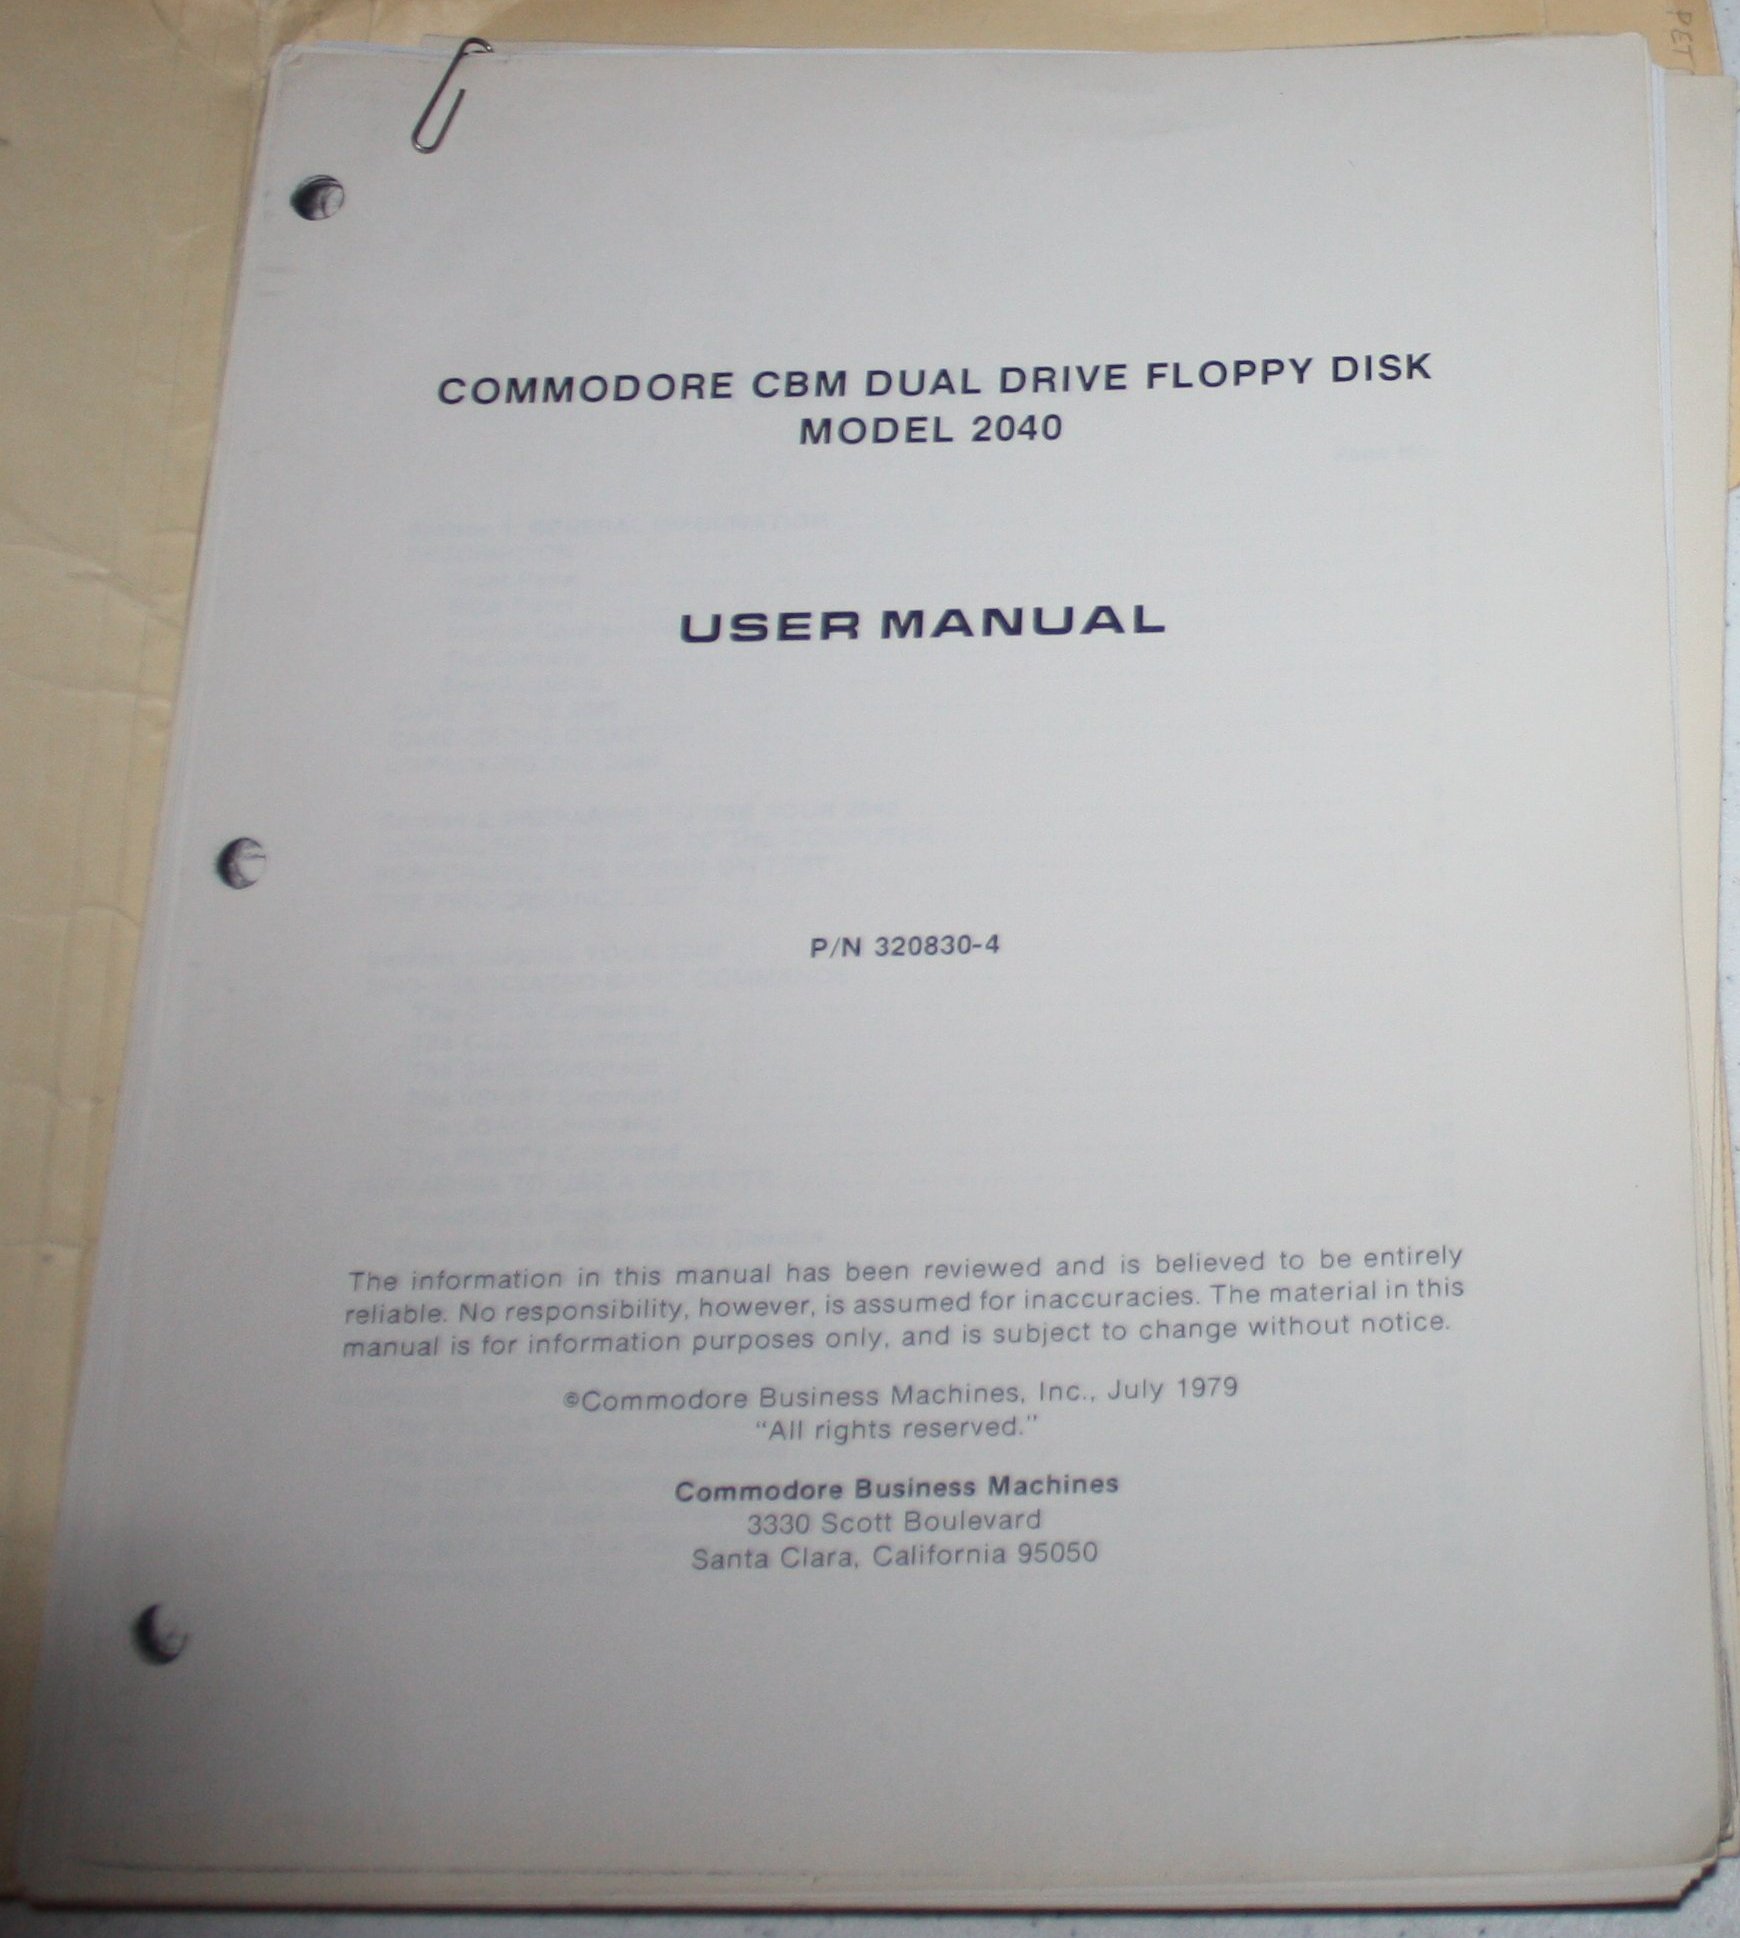 PET
COMMODORE CBM DUAL DRIVE FLOPPY DISK
MODEL 2040
USER MANUAL
P/N 320830-4
The information in this manual has been reviewed and is believed to be entirely
reliable. No responsibility, however, is assumed for inaccuracies. The material in this
manual is for information purposes only, and is subject to change without notice.
©Commodore Business Machines, Inc., July 1979
"All rights reserved."
Commodore Business Machines
3330 Scott Boulevard
Santa Clara, California 95050